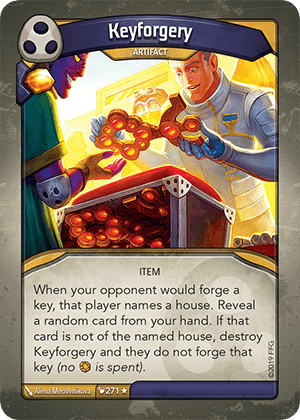 Keyforgery
ARTIFACT
ITEM
When your opponent would forge a
key, that player names a house. Reveal
a random card from your hand. If that
card is not of the named house, destroy
Keyforgery and they do not forge that
key (no is spent).
©2019 FFG
Alena Medovnikova
271